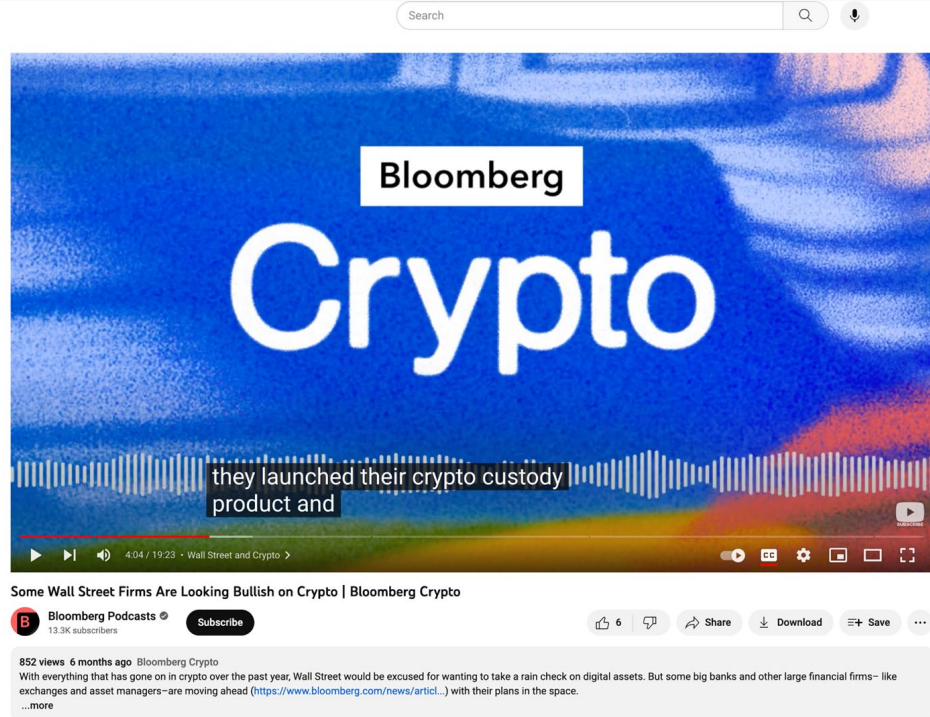 Search
Bloomberg
Crypto
they launched their crypto custody
product and
SUBSCRIBE
4:04 / 19:23 • Wall Street and Crypto
CC
Some Wall Street Firms Are Looking Bullish on Crypto | Bloomberg Crypto
B
Bloomberg Podcasts
13.3K subscribers
Subscribe
6
Share
Download
Save
852 views 6 months ago Bloomberg Crypto
With everything that has gone on in crypto over the past year, Wall Street would be excused for wanting to take a rain check on digital assets. But some big banks and other large financial firms– like
exchanges and asset managers–are moving ahead (https://www.bloomberg.com/news/articl...) with their plans in the space.
...more